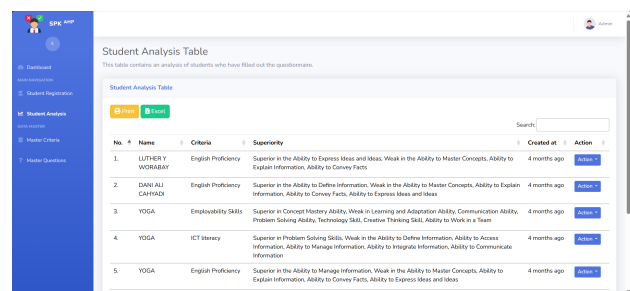 SPK AHP
Admin
Dashboard
MAIN NAVIGATION
Student Registration
Student Analysis
DATA MASTER
Master Criteria
Master Questions
Student Analysis Table
This table contains an analysis of students who have filled out the questionnaire.
Student Analysis Table
Print Excel
Search:
No. Name Criteria Superiority Created at Action
1. LUTHER Y English Proficiency Superior in the Ability to Express Ideas and Ideas, Weak in the Ability to Master Concepts, Ability to 4 months ago Action
WORABAY Explain Information, Ability to Convey Facts
2. DANI ALI English Proficiency Superior in the Ability to Define Information, Weak in the Ability to Master Concepts, Ability to Explain 4 months ago Action
CAHYADI Information, Ability to Convey Facts, Ability to Express Ideas and Ideas
3. YOGA Employability Skills Superior in Concept Mastery Ability, Weak in Learning and Adaptation Ability, Communication Ability, 4 months ago Action
Problem Solving Ability, Technology Skill, Creative Thinking Skill, Ability to Work in a Team
4. YOGA ICT literacy Superior in Problem Solving Skills, Weak in the Ability to Define Information, Ability to Access 4 months ago Action
Information, Ability to Manage Information, Ability to Integrate Information, Ability to Communicate
Information
5. YOGA English Proficiency Superior in the Ability to Manage Information, Weak in the Ability to Master Concepts, Ability to 4 months ago Action
Explain Information, Ability to Convey Facts, Ability to Express Ideas and Ideas